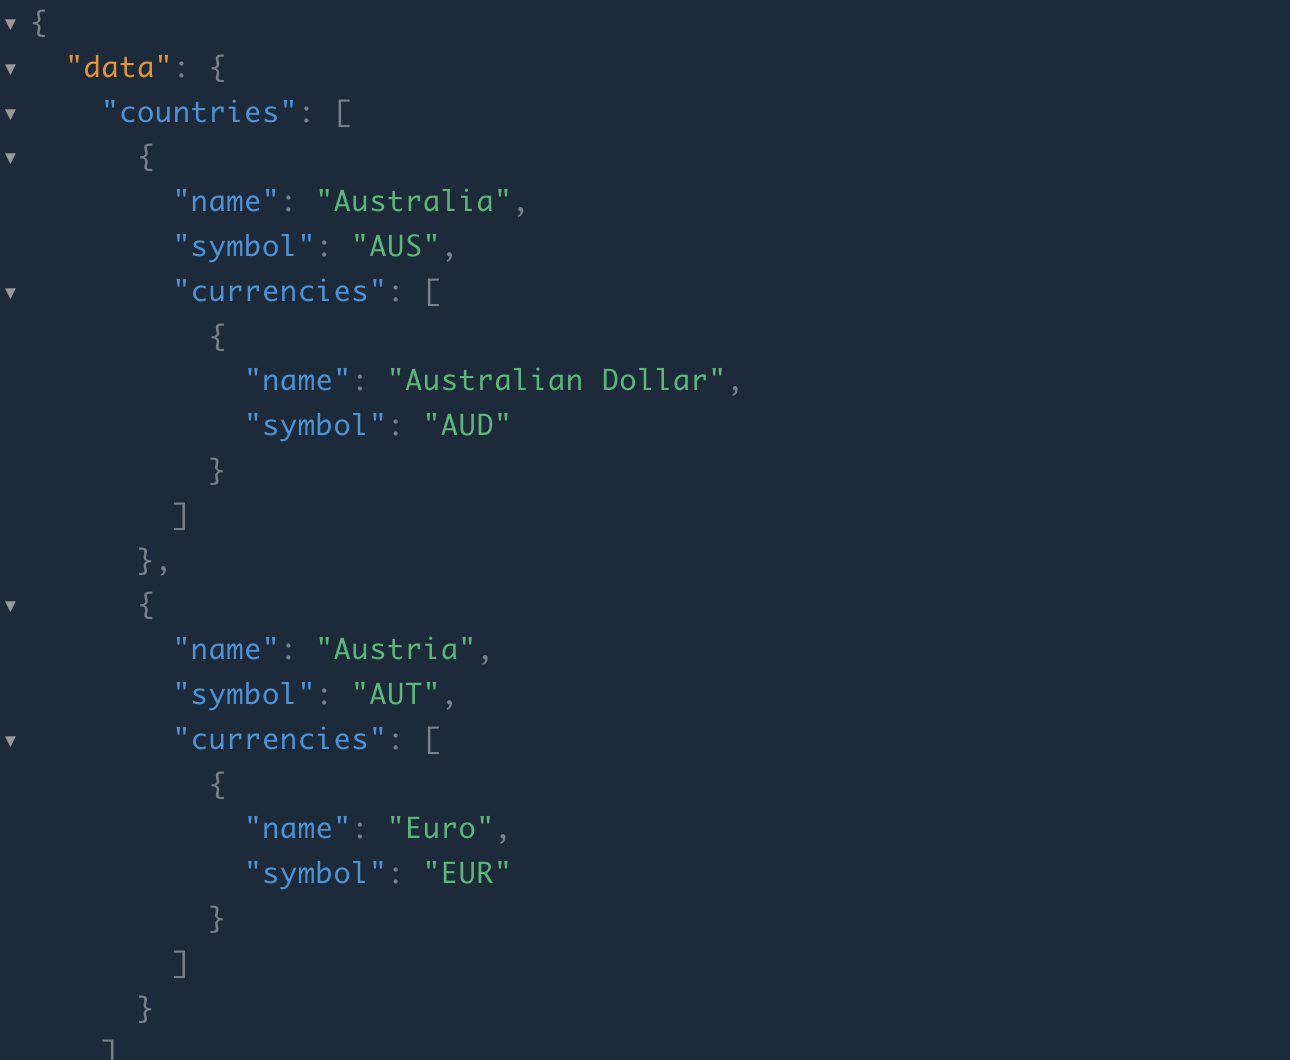 {
"data": {
"countries": [
{
"name": "Australia",
"symbol": "AUS",
"currencies": [
{
"name": "Australian Dollar",
"symbol": "AUD"
}
]
},
{
"name": "Austria",
"symbol": "AUT",
"currencies": [
{
"name": "Euro",
"symbol": "EUR"
}
]
}
]